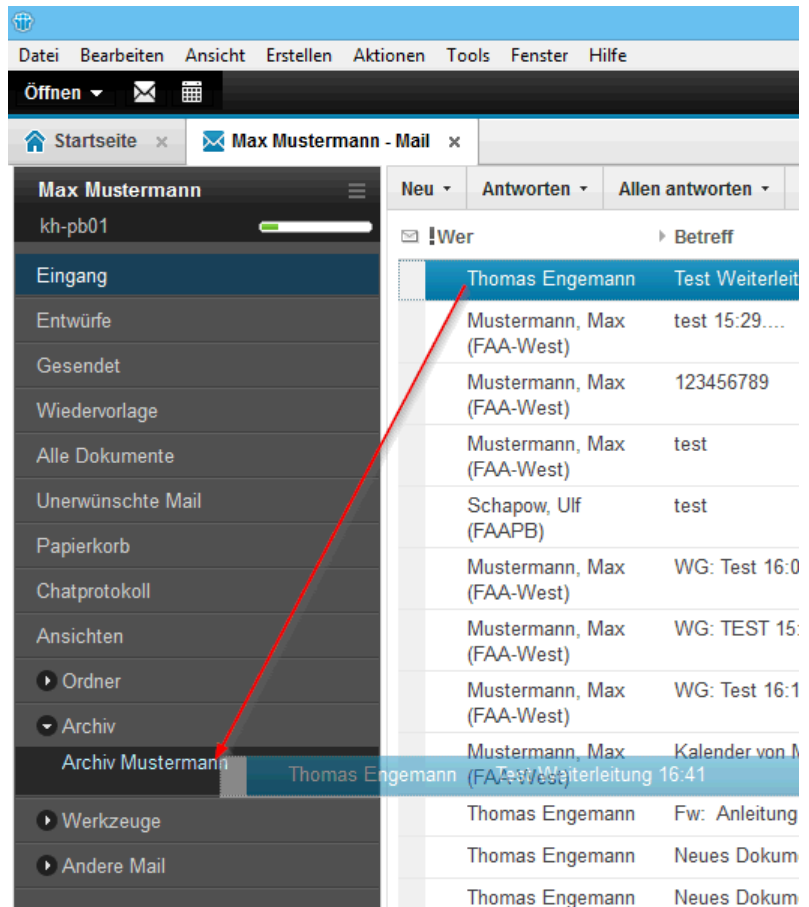 Datei Bearbeiten Ansicht Erstellen Aktionen Tools Fenster Hilfe
Öffnen
Startseite
Max Mustermann - Mail
Max Mustermann
kh-pb01
Eingang
Entwürfe
Gesendet
Wiedervorlage
Alle Dokumente
Unerwünschte Mail
Papierkorb
Chatprotokoll
Ansichten
Ordner
Archiv
Archiv Mustermann
Werkzeuge
Andere Mail
Neu Antworten Allen antworten
!Wer Betreff
Thomas Engemann Test Weiterleit
Mustermann, Max test 15:29....
(FAA-West)
Mustermann, Max 123456789
(FAA-West)
Mustermann, Max test
(FAA-West)
Schapow, Ulf test
(FAAPB)
Mustermann, Max WG: Test 16:0
(FAA-West)
Mustermann, Max WG: TEST 15:
(FAA-West)
Mustermann, Max WG: Test 16:1
(FAA-West)
Mustermann, Max Kalender von M
(FAA-West)
Thomas Engemann Test Weiterleitung 16:41
Thomas Engemann Fw: Anleitung
Thomas Engemann Neues Dokum
Thomas Engemann Neues Dokum